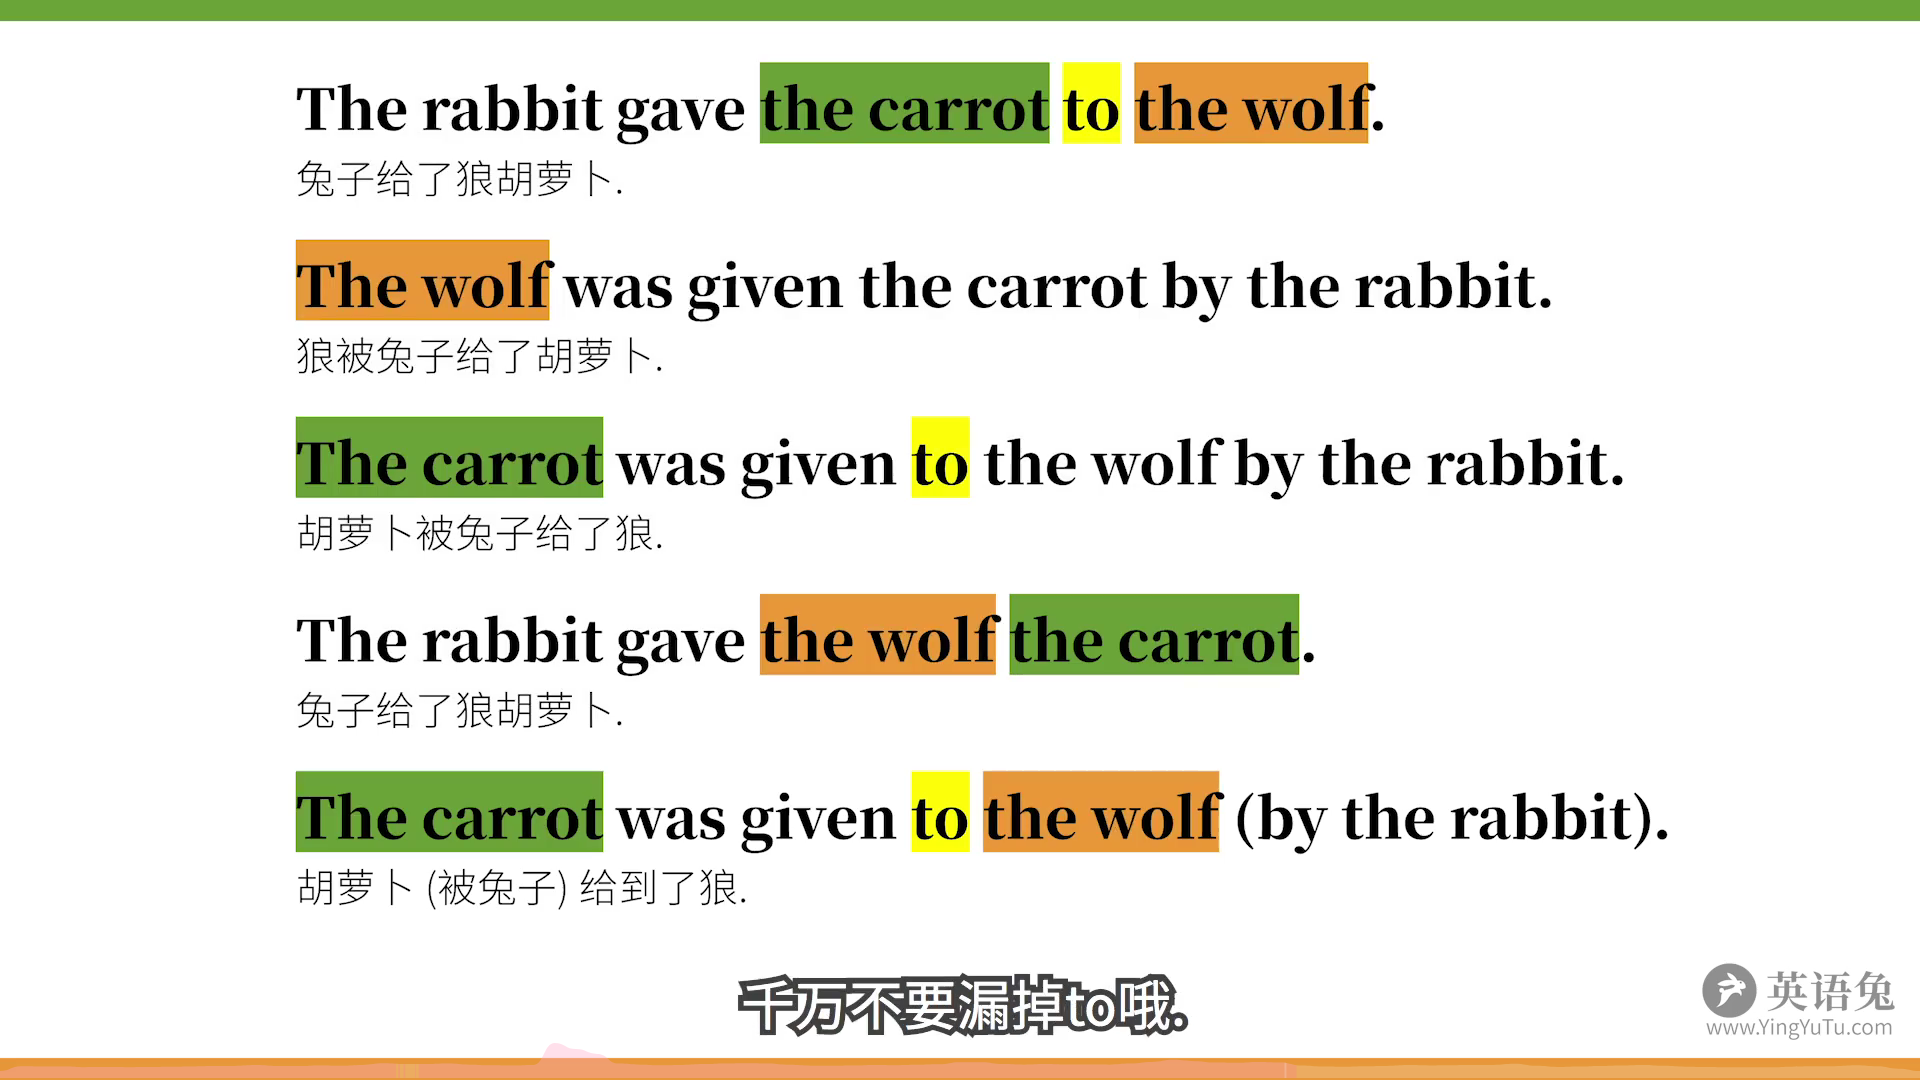 The rabbit gave the carrot to the wolf.
兔子给了狼胡萝卜.
The wolf was given the carrot by the rabbit.
狼被兔子给了胡萝卜.
The carrot was given to the wolf by the rabbit.
胡萝卜被兔子给了狼.
The rabbit gave the wolf the carrot.
兔子给了狼胡萝卜.
The carrot was given to the wolf (by the rabbit).
胡萝卜 (被兔子) 给到了狼.
千万不要漏掉to哦.
英语兔
www.YingYuTu.com